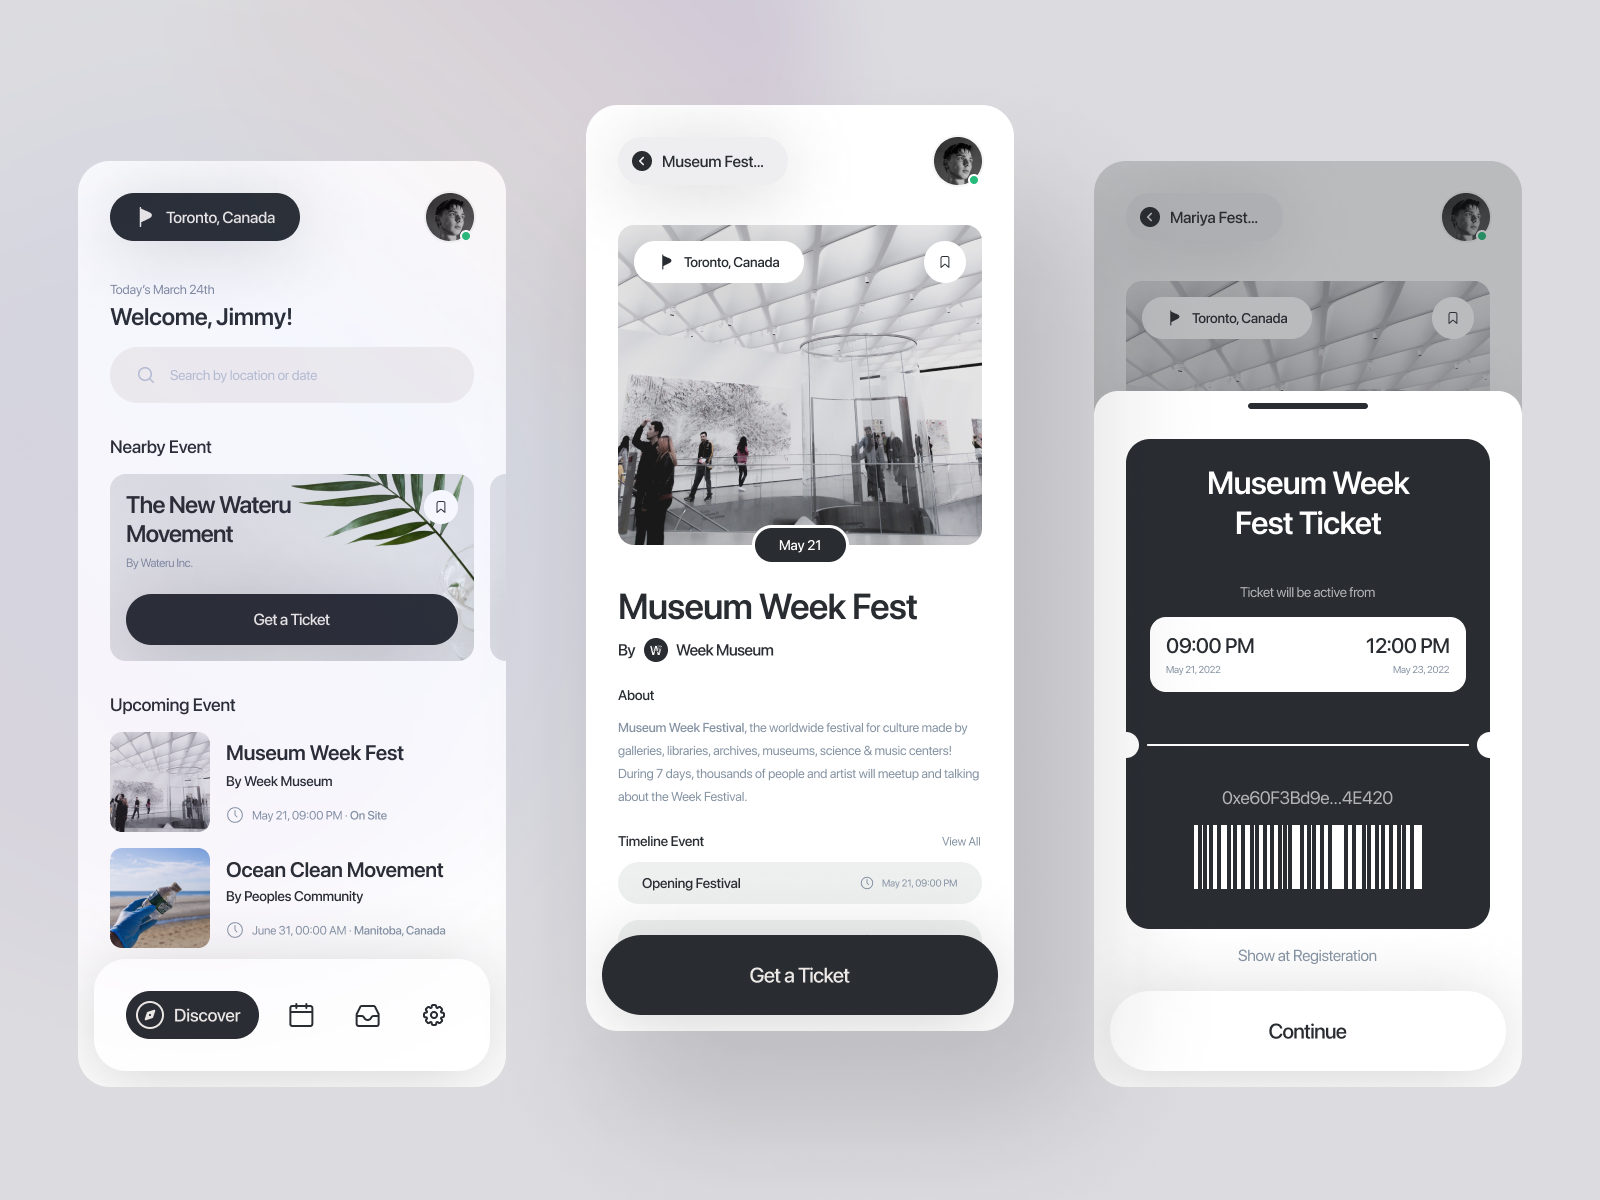 Toronto, Canada
Today's March 24th
Welcome, Jimmy!
Search by location or date
Nearby Event
The New Wateru
Movement
By Wateru Inc.
Get a Ticket
Upcoming Event
Museum Week Fest
By Week Museum
May 21, 09:00 PM · On Site
Ocean Clean Movement
By Peoples Community
June 31, 00:00 AM · Manitoba, Canada
Discover
Museum Fest...
Toronto, Canada
May 21
Museum Week Fest
By W Week Museum
About
Museum Week Festival, the worldwide festival for culture made by
galleries, libraries, archives, museums, science & music centers!
During 7 days, thousands of people and artist will meetup and talking
about the Week Festival.
Timeline Event View All
Opening Festival May 21, 09:00 PM
Get a Ticket
Mariya Fest...
Toronto, Canada
Museum Week
Fest Ticket
Ticket will be active from
09:00 PM 12:00 PM
May 21, 2022 May 23, 2022
0xe60F3Bd9e...4E420
Show at Registeration
Continue